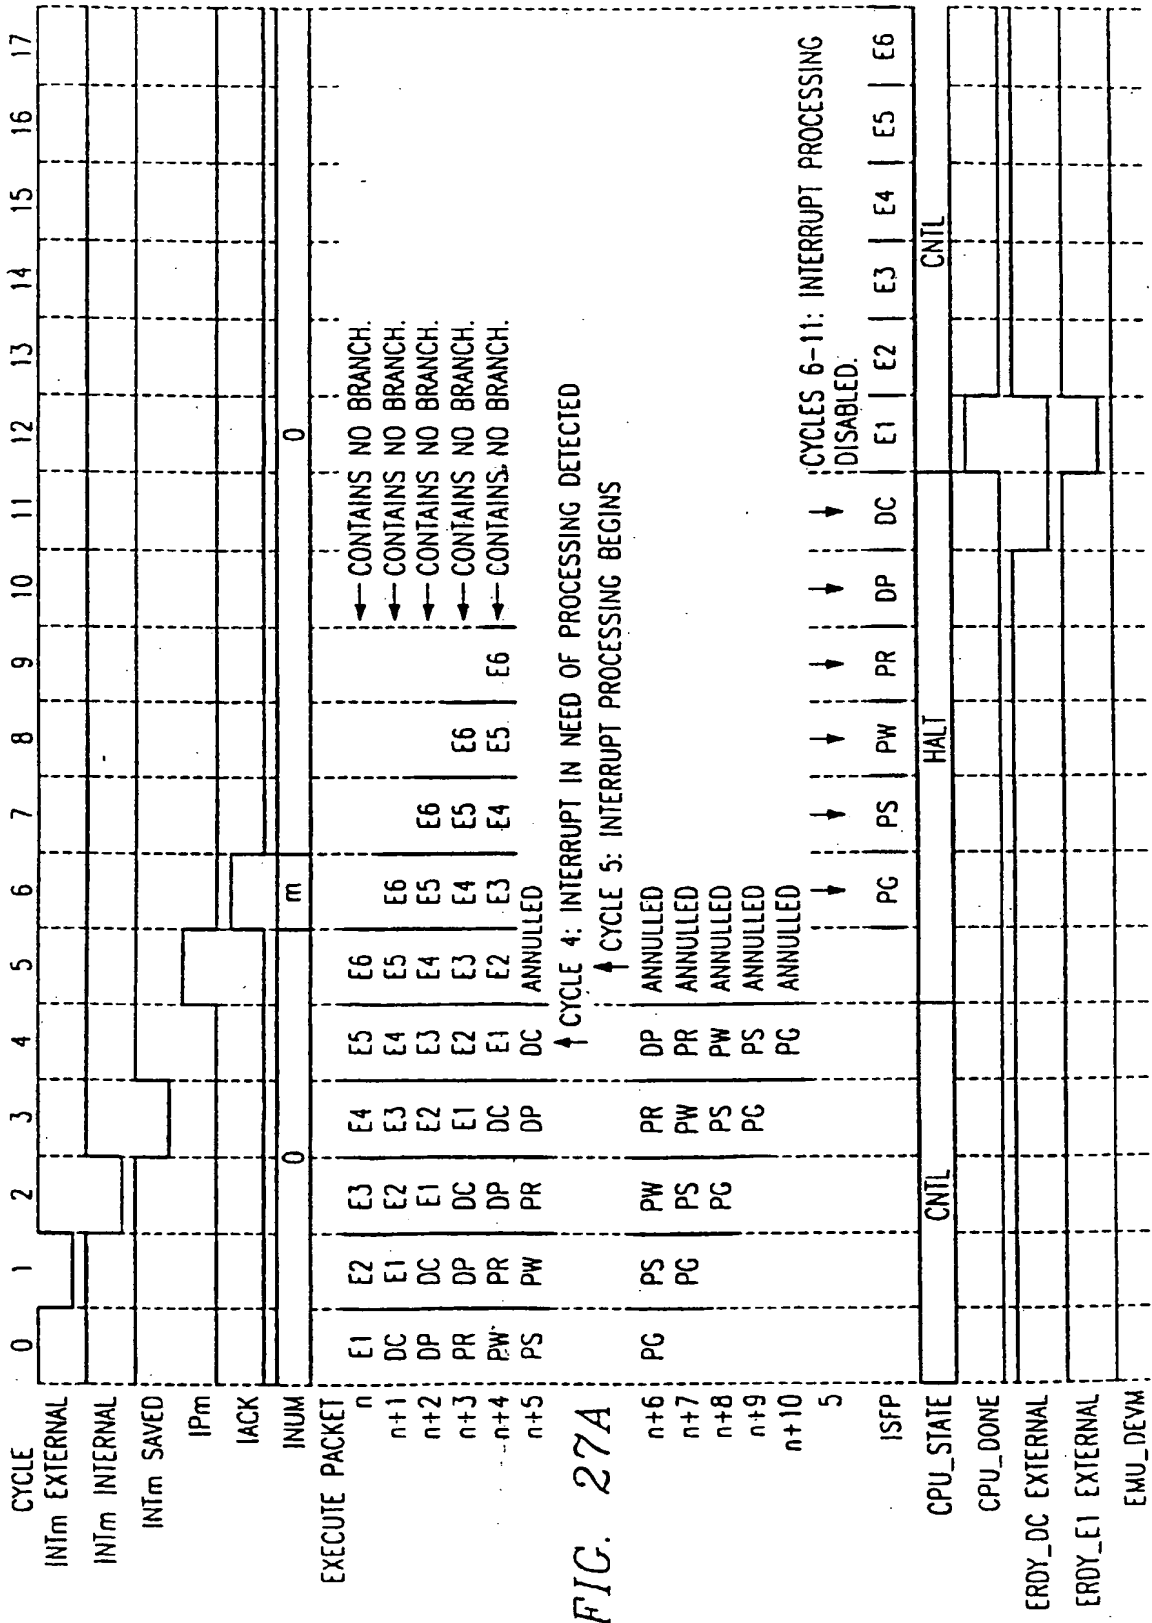 CYCLE 0 1 2 3 4 5 6 7 8 9 10 11 12 13 14 15 16 17
INTm EXTERNAL
INTm INTERNAL
INTm SAVED
IPm
IACK
INUM 0 m 0
EXECUTE PACKET
n E1 E2 E3 E4 E5 E6 ← CONTAINS NO BRANCH.
n+1 DC E1 E2 E3 E4 E5 E6 ← CONTAINS NO BRANCH.
n+2 DP DC E1 E2 E3 E4 E5 E6 ← CONTAINS NO BRANCH.
n+3 PR DP DC E1 E2 E3 E4 E5 E6 ← CONTAINS NO BRANCH.
n+4 PW PR DP DC E1 E2 E3 E4 E5 E6 ← CONTAINS NO BRANCH.
n+5 PS PW PR DP DC ANNULLED
↑ CYCLE 4: INTERRUPT IN NEED OF PROCESSING DETECTED
FIG. 27A
↑ CYCLE 5: INTERRUPT PROCESSING BEGINS
n+6 PG PS PW PR DP ANNULLED
n+7 PG PS PW PR ANNULLED
n+8 PG PS PW ANNULLED
n+9 PG PS ANNULLED
n+10 PG ANNULLED
5 CYCLES 6-11: INTERRUPT PROCESSING
DISABLED.
ISFP PG PS PW PR DP DC E1 E2 E3 E4 E5 E6
CPU_STATE CNTL HALT CNTL
CPU_DONE
ERDY_DC EXTERNAL
ERDY_E1 EXTERNAL
EMU_DEVM